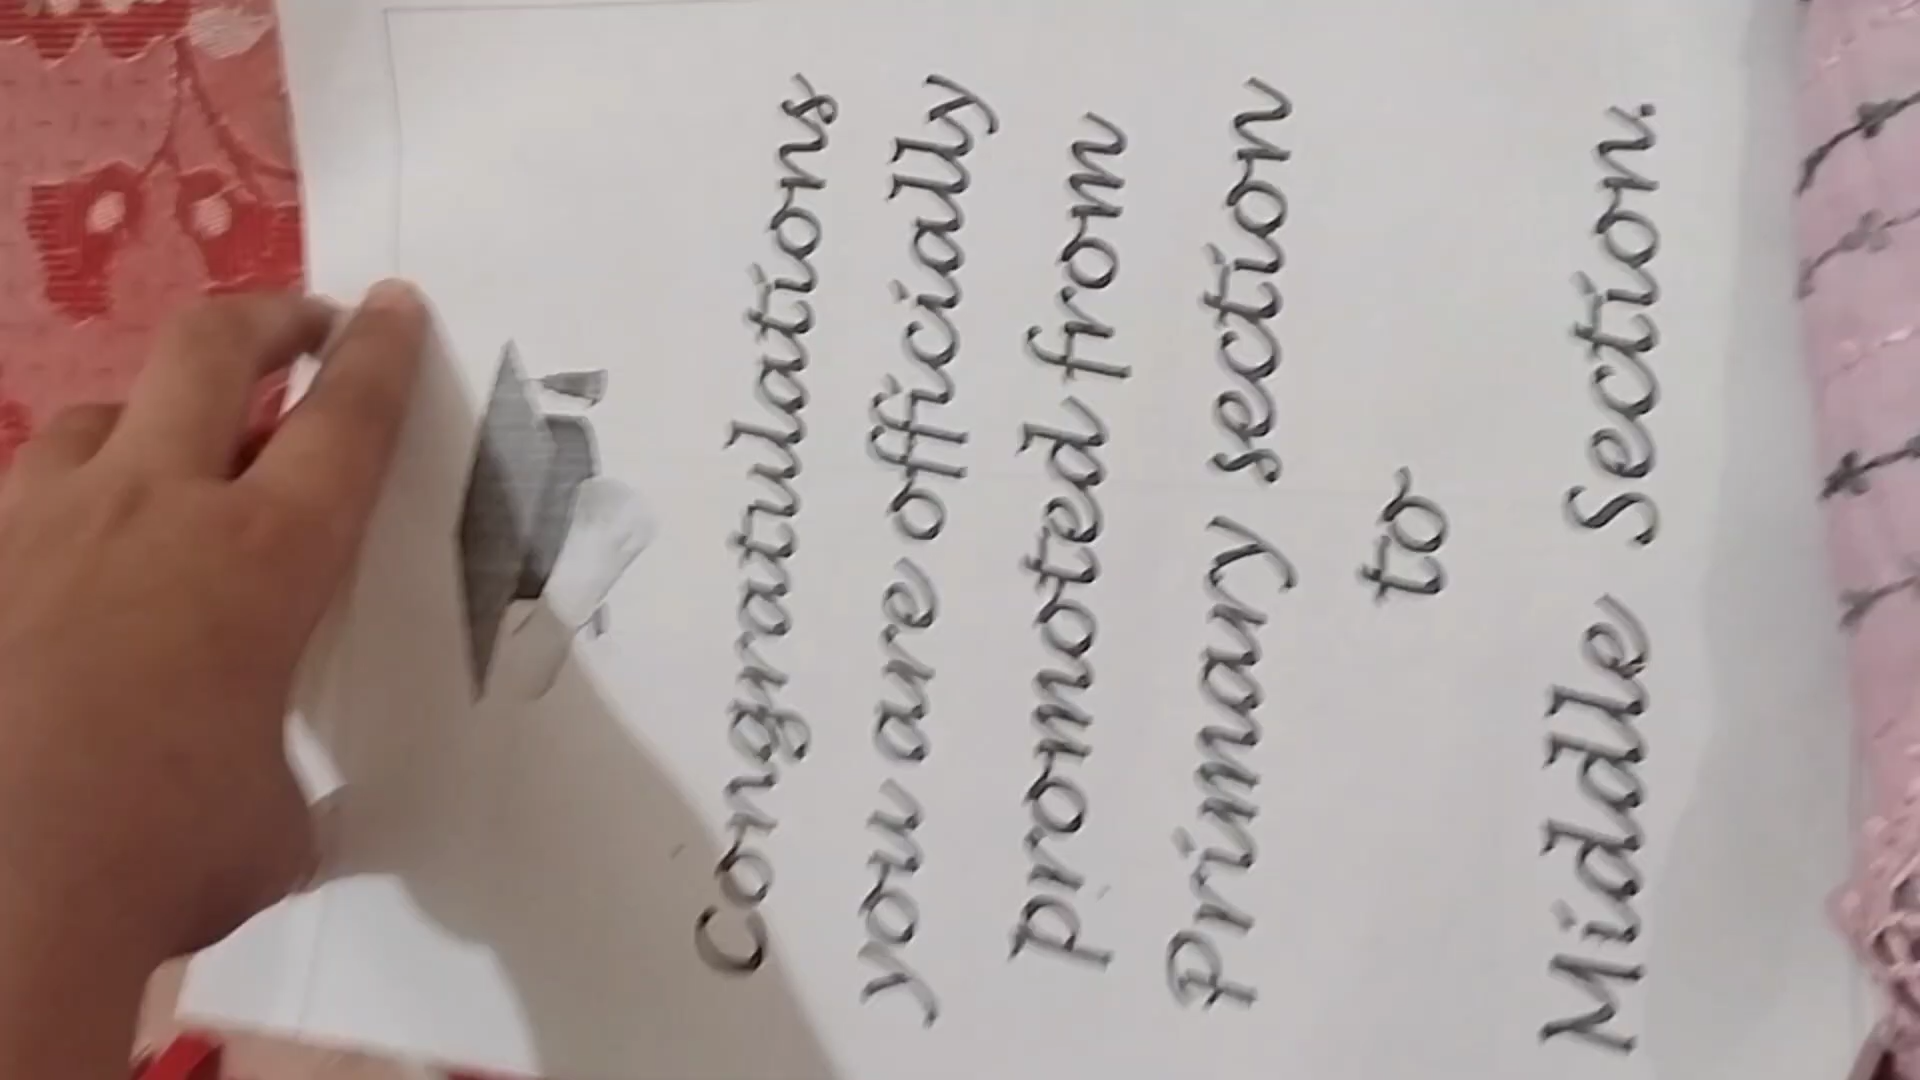 Congratulations
you are officially
promoted from
Primary section
to
Middle Section.